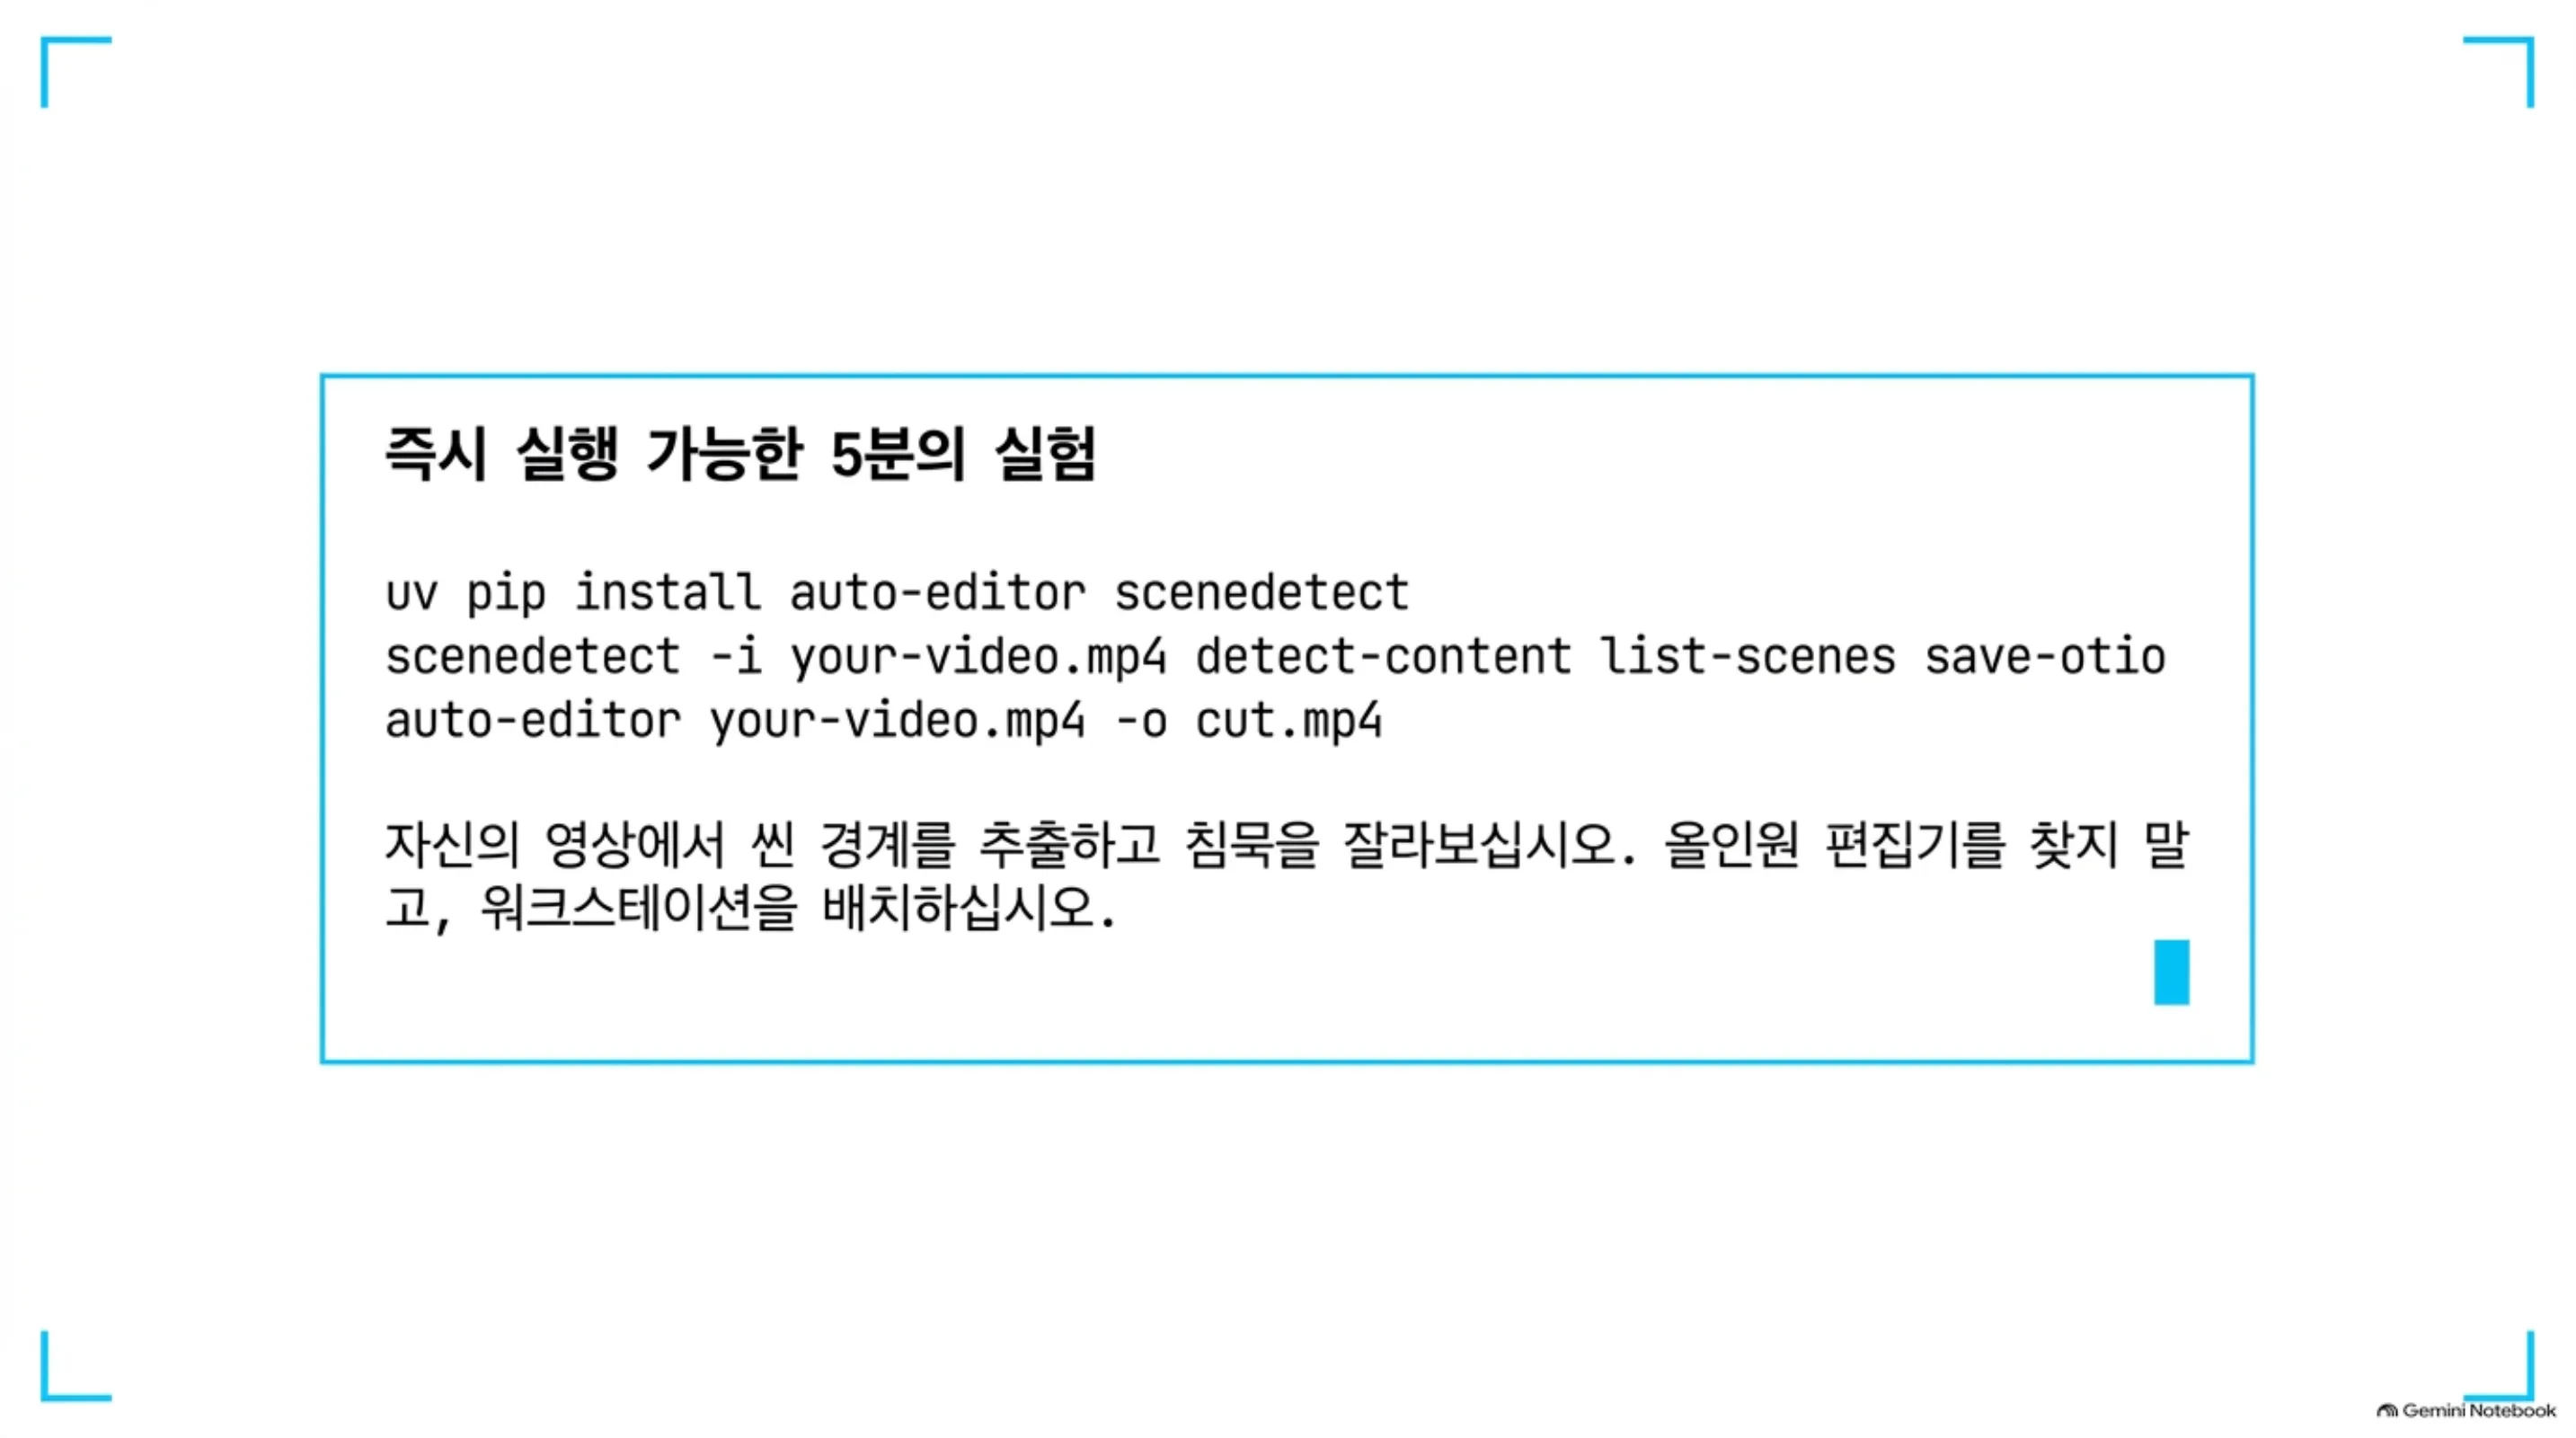 즉시 실행 가능한 5분의 실험
uv pip install auto-editor scenedetect
scenedetect -i your-video.mp4 detect-content list-scenes save-otio
auto-editor your-video.mp4 -o cut.mp4
자신의 영상에서 씬 경계를 추출하고 침묵을 잘라보십시오. 올인원 편집기를 찾지 말
고, 워크스테이션을 배치하십시오.
Gemini Notebook